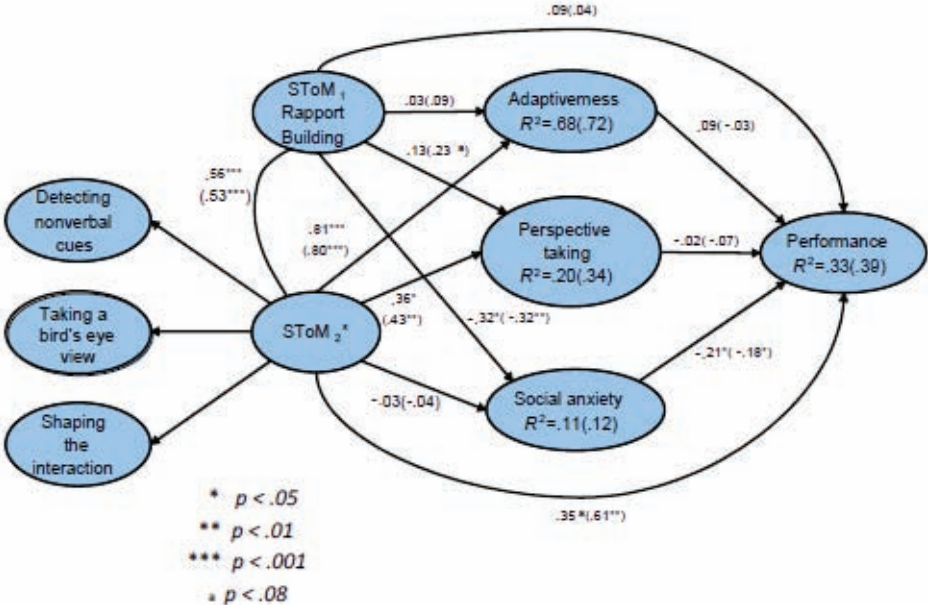 .09(.04)
SToM 1
Rapport
Building
.03(.09)
Adaptiveness
R²=.68(.72)
.09(-.03)
.13(.23 *)
.56***
(.53***)
Detecting
nonverbal
cues
.81***
(.80***)
Perspective
taking
R²=.20(.34)
-.02(-.07)
Performance
R²=.33(.39)
Taking a
bird's eye
view
SToM 2*
.36*
(.43**)
-.32*(-.32**)
-.21*(-.18*)
-.03(-.04)
Social anxiety
R²=.11(.12)
Shaping
the
interaction
.35*(.61**)
* p < .05
** p < .01
*** p < .001
a p < .08